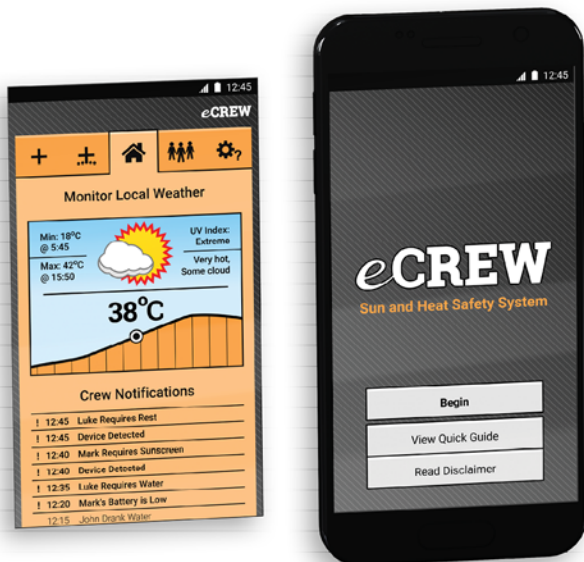 12:45
eCREW
Monitor Local Weather
Min: 18°C
@ 5:45
Max: 42°C
@ 15:50
UV Index:
Extreme
Very hot,
Some cloud
38°C
Crew Notifications
! 12:45 Luke Requires Rest
! 12:45 Device Detected
! 12:40 Mark Requires Sunscreen
! 12:40 Device Detected
! 12:35 Luke Requires Water
! 12:20 Mark's Battery is Low
12:15 John Drank Water
12:45
eCREW
Sun and Heat Safety System
Begin
View Quick Guide
Read Disclaimer